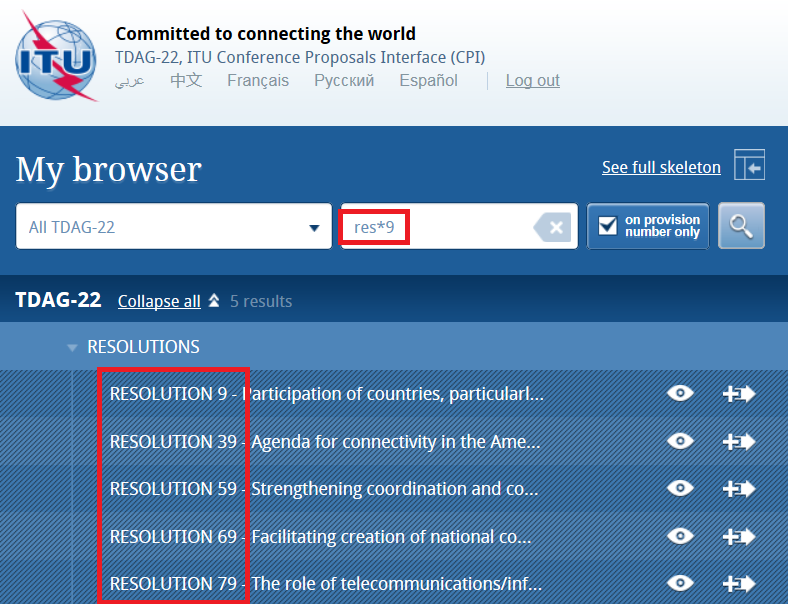 ITU
Committed to connecting the world
TDAG-22, ITU Conference Proposals Interface (CPI)
عربي 中文 Français Русский Español Log out
My browser
See full skeleton
All TDAG-22 res*9 on provision number only
TDAG-22 Collapse all 5 results
RESOLUTIONS
RESOLUTION 9 - Participation of countries, particularl...
RESOLUTION 39 - Agenda for connectivity in the Ame...
RESOLUTION 59 - Strengthening coordination and co...
RESOLUTION 69 - Facilitating creation of national co...
RESOLUTION 79 - The role of telecommunications/inf...